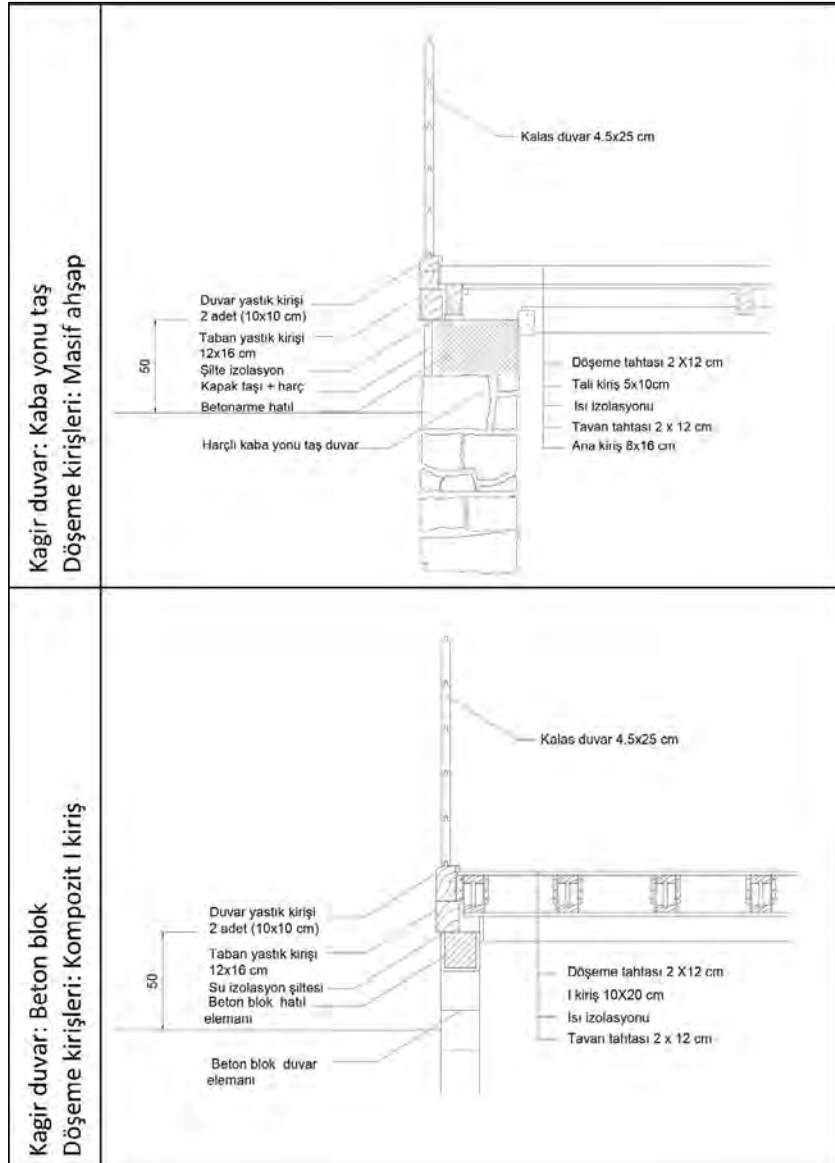 Kagir duvar: Kaba yonu taş
Döşeme kirişleri: Masif ahşap
Kalas duvar 4.5x25 cm
Duvar yastık kirişi
2 adet (10x10 cm)
Taban yastık kirişi
12x16 cm
Şilte izolasyon
Kapak taşı + harç
Betonarme hatıl
Harçlı kaba yonu taş duvar
50
Döşeme tahtası 2 X12 cm
Tali kiriş 5x10cm
Isı izolasyonu
Tavan tahtası 2 x 12 cm
Ana kiriş 8x16 cm
Kagir duvar: Beton blok
Döşeme kirişleri: Kompozit I kiriş
Kalas duvar 4.5x25 cm
Duvar yastık kirişi
2 adet (10x10 cm)
Taban yastık kirişi
12x16 cm
Su izolasyon şiltesi
Beton blok hatıl
elemanı
Beton blok duvar
elemanı
50
Döşeme tahtası 2 X12 cm
I kiriş 10X20 cm
Isı izolasyonu
Tavan tahtası 2 x 12 cm